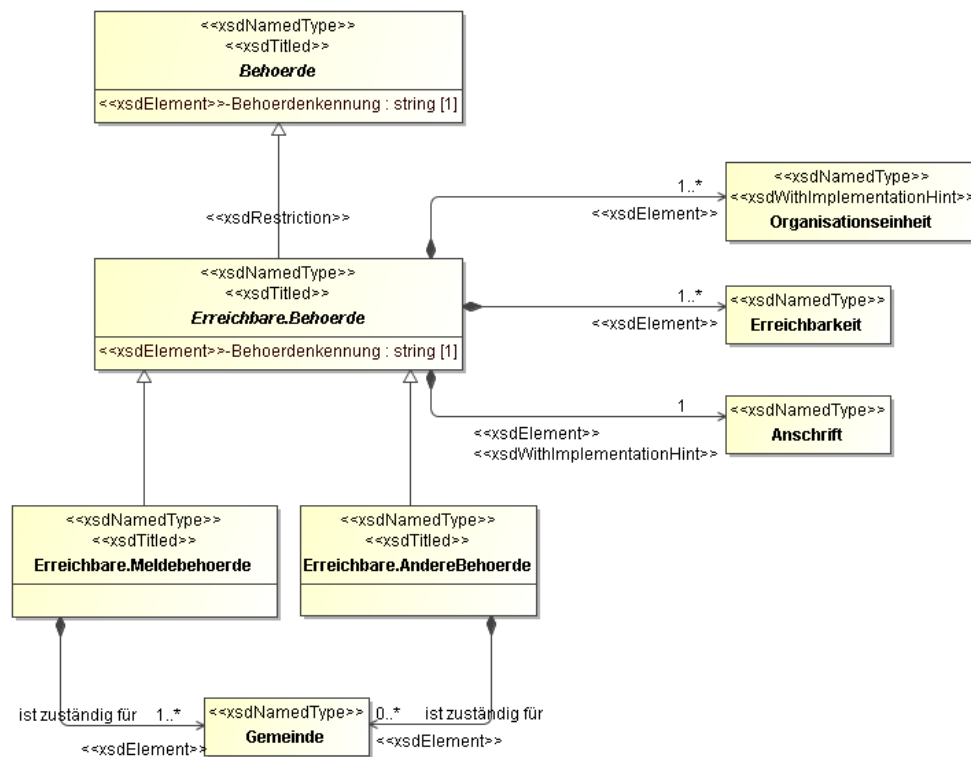 <<xsdNamedType>>
<<xsdTitled>>
Behoerde
<<xsdElement>>-Behoerdenkennung : string [1]
<<xsdRestriction>>
<<xsdNamedType>>
<<xsdTitled>>
Erreichbare.Behoerde
<<xsdElement>>-Behoerdenkennung : string [1]
1..*
<<xsdElement>>
<<xsdNamedType>>
<<xsdWithImplementationHint>>
Organisationseinheit
1..*
<<xsdElement>>
<<xsdNamedType>>
Erreichbarkeit
1
<<xsdElement>>
<<xsdWithImplementationHint>>
<<xsdNamedType>>
Anschrift
<<xsdNamedType>>
<<xsdTitled>>
Erreichbare.Meldebehoerde
<<xsdNamedType>>
<<xsdTitled>>
Erreichbare.AndereBehoerde
ist zuständig für 1..*
<<xsdElement>>
<<xsdNamedType>>
Gemeinde
0..* ist zuständig für
<<xsdElement>>